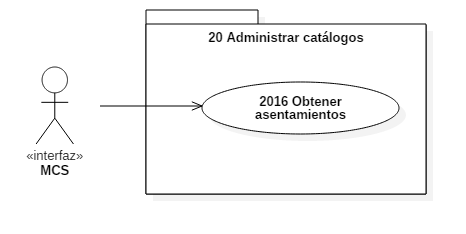 20 Administrar catálogos
2016 Obtener
asentamientos
«interfaz»
MCS